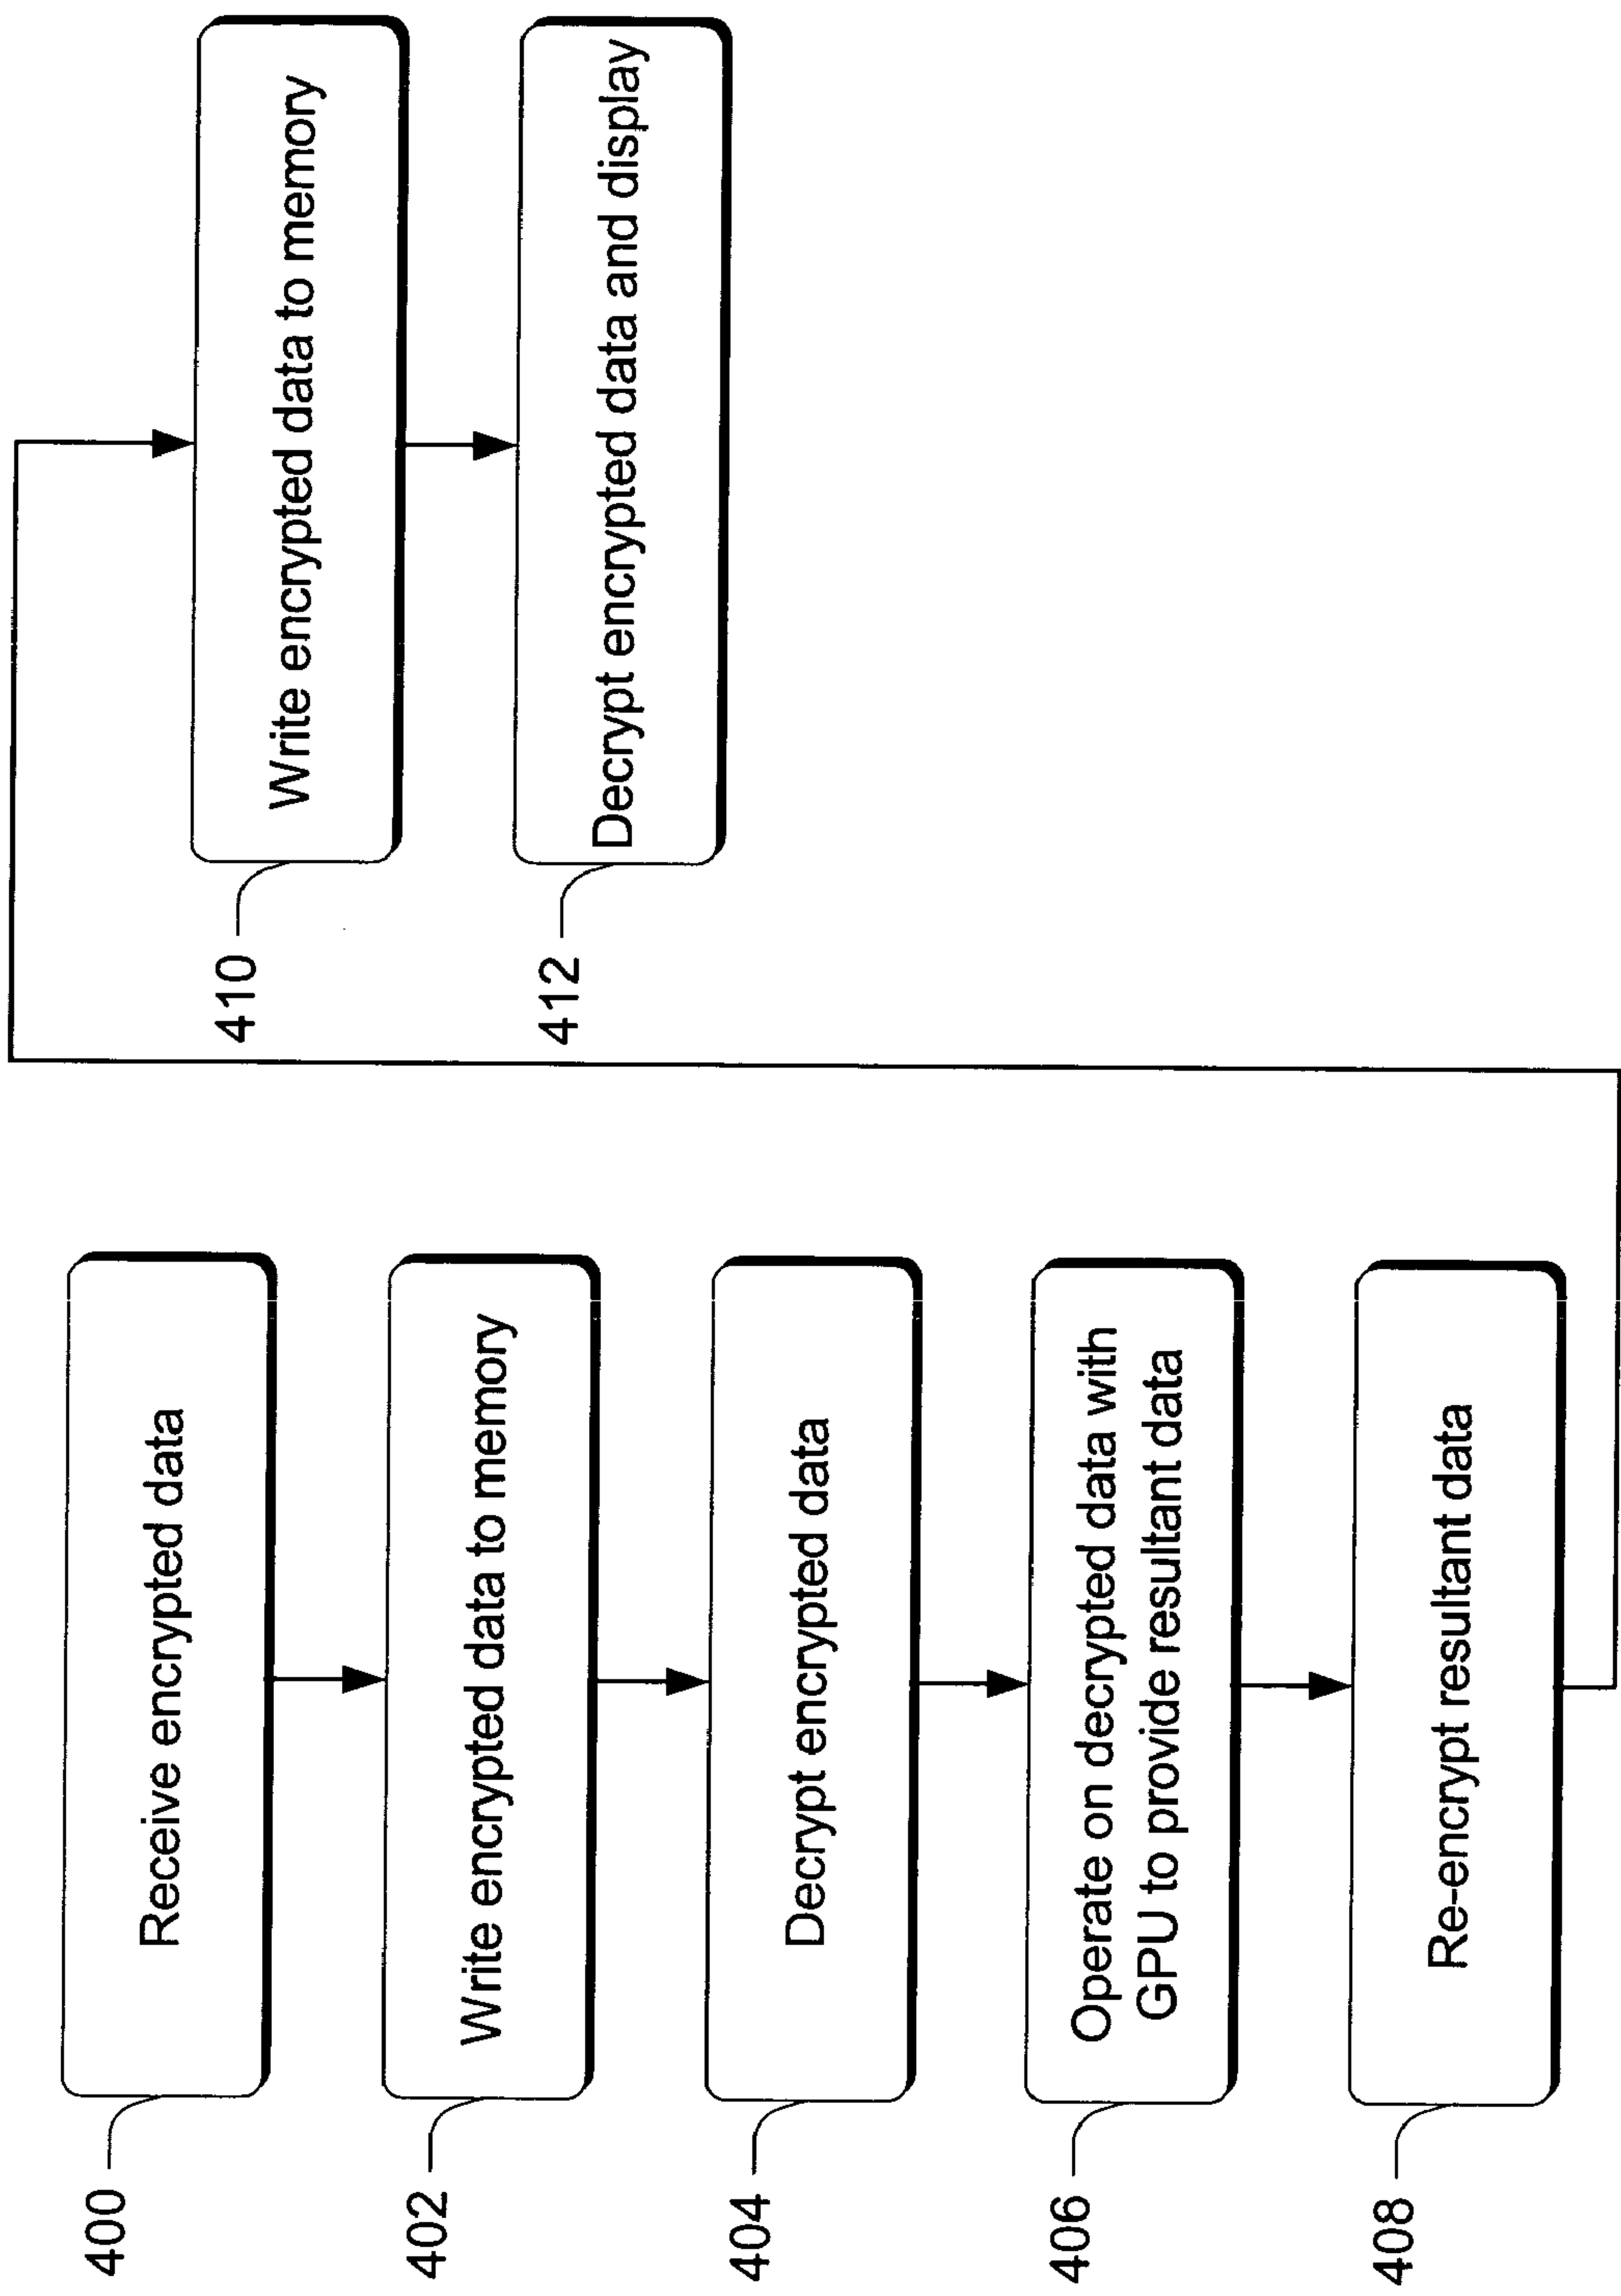 400
Receive encrypted data
402
Write encrypted data to memory
404
Decrypt encrypted data
406
Operate on decrypted data with
GPU to provide resultant data
408
Re-encrypt resultant data
410
Write encrypted data to memory
412
Decrypt encrypted data and display